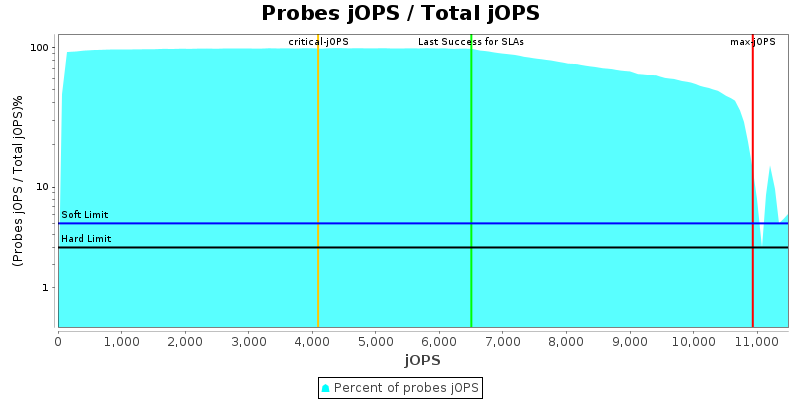 Probes jOPS / Total jOPS
critical-jOPS
Last Success for SLAs
max-jOPS
100
10
1
(Probes jOPS / Total jOPS)%
Soft Limit
Hard Limit
0
1,000
2,000
3,000
4,000
5,000
6,000
7,000
8,000
9,000
10,000
11,000
jOPS
Percent of probes jOPS